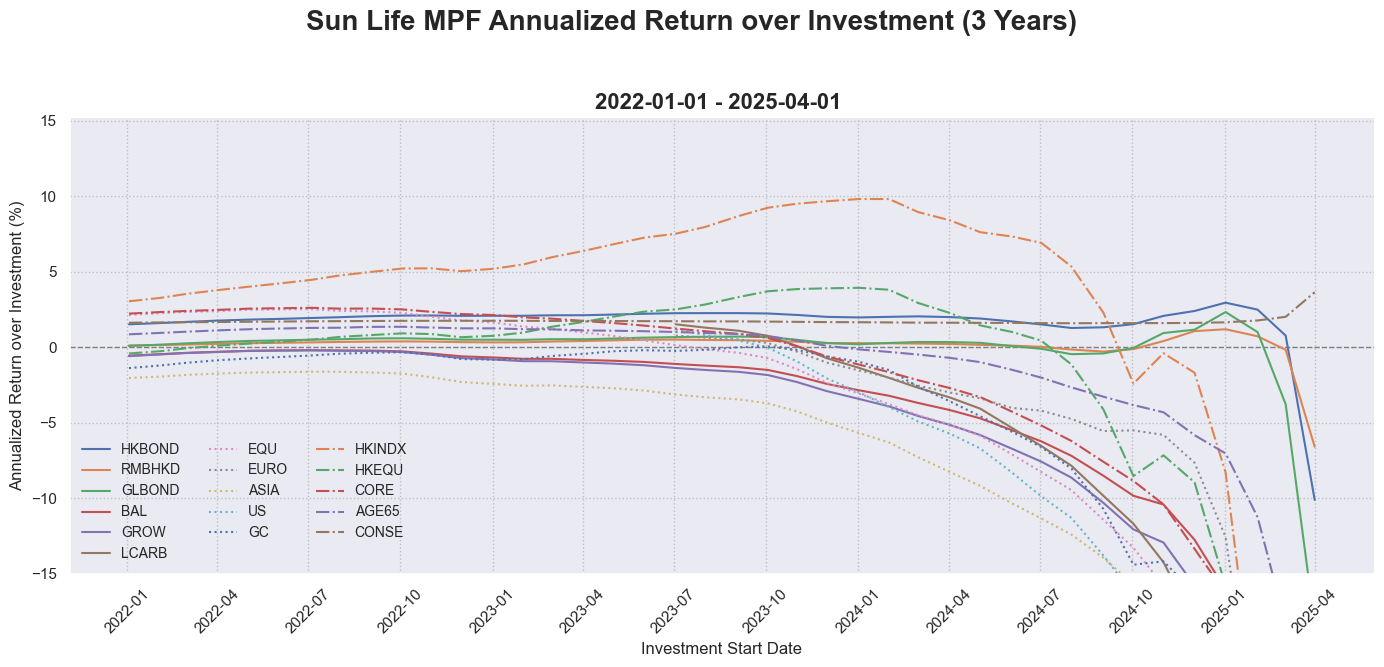 Sun Life MPF Annualized Return over Investment (3 Years)
2022-01-01 - 2025-04-01
Annualized Return over Investment (%)
15
10
5
0
−5
−10
−15
HKBOND
RMBHKD
GLBOND
BAL
GROW
LCARB
EQU
EURO
ASIA
US
GC
HKINDX
HKEQU
CORE
AGE65
CONSE
2022-01
2022-04
2022-07
2022-10
2023-01
2023-04
2023-07
2023-10
2024-01
2024-04
2024-07
2024-10
2025-01
2025-04
Investment Start Date